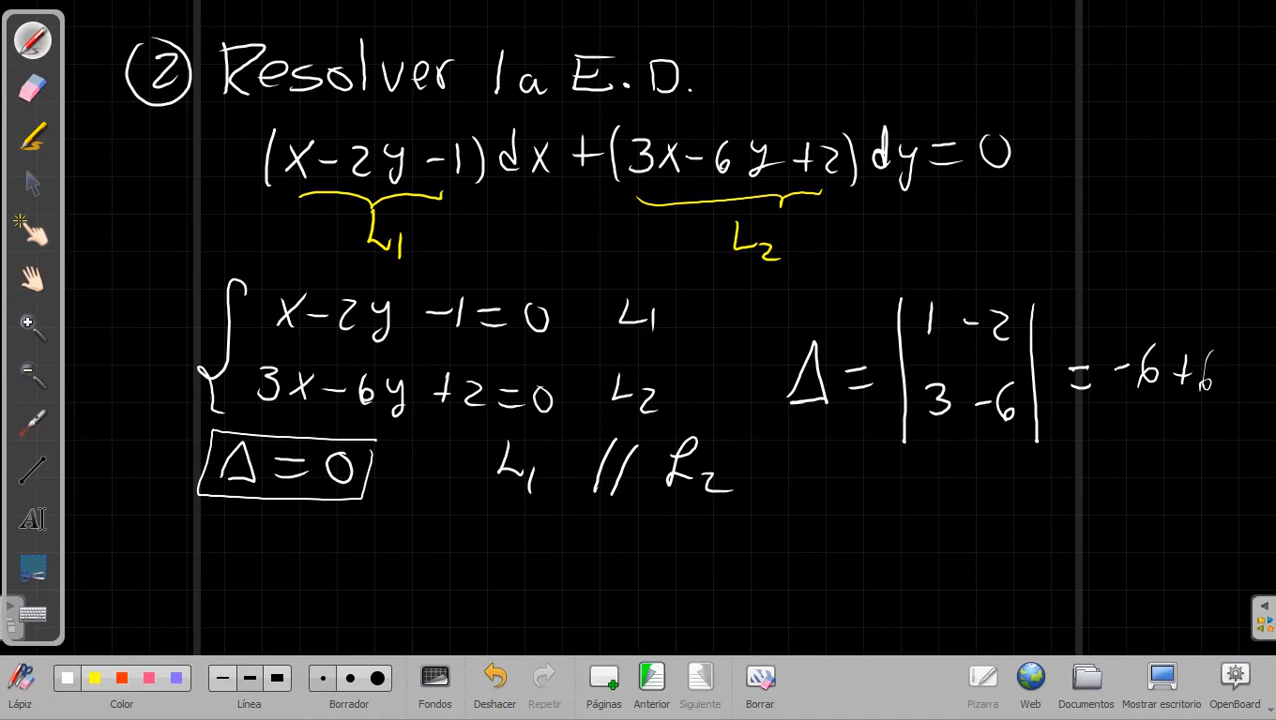 ② Resolver la E.D.
(x-2y-1)dx+(3x-6y+2)dy=0
L₁ L₂
x-2y-1=0 L₁
3x-6y+2=0 L₂
Δ = |1 -2
3 -6| = -6+6
Δ=0 L₁ // L₂
AI
Lápiz Color Línea Borrador Fondos Deshacer Repetir Páginas Anterior Siguiente Borrar Pizarra Web Documentos Mostrar escritorio OpenBoard